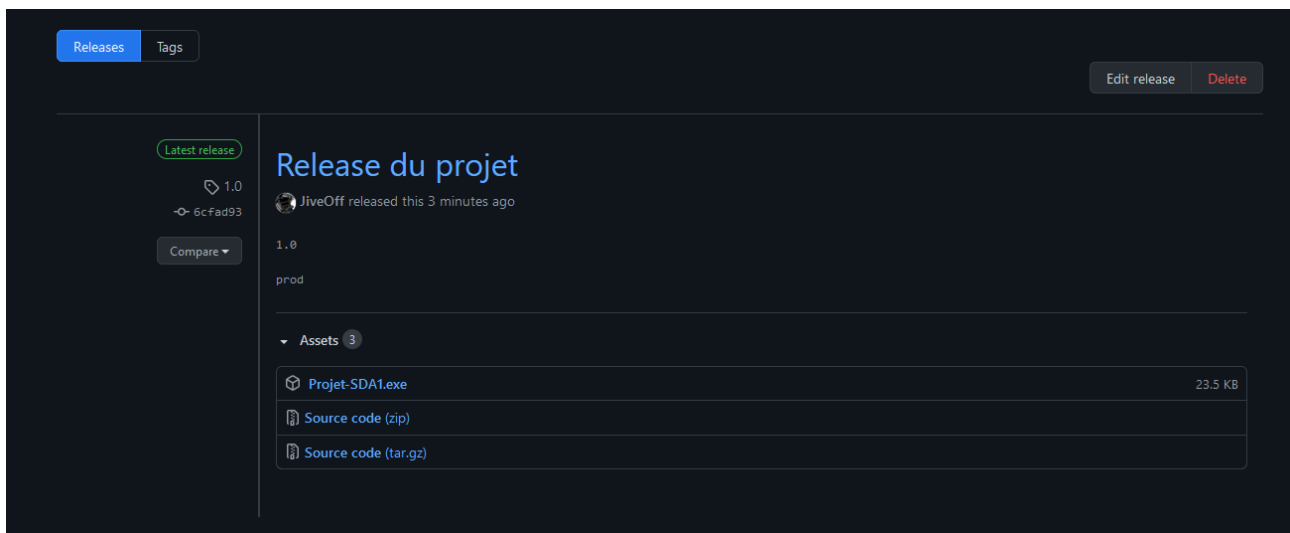 Releases Tags
Edit release Delete
Latest release
1.0
6cfad93
Compare
Release du projet
JiveOff released this 3 minutes ago
1.0
prod
Assets 3
Projet-SDA1.exe 23.5 KB
Source code (zip)
Source code (tar.gz)